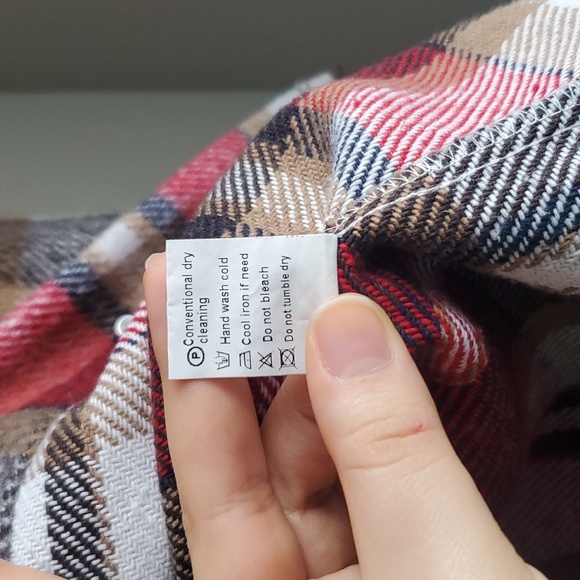 Ⓟ Conventional dry
cleaning
Hand wash cold
Cool iron if need
Do not bleach
Do not tumble dry